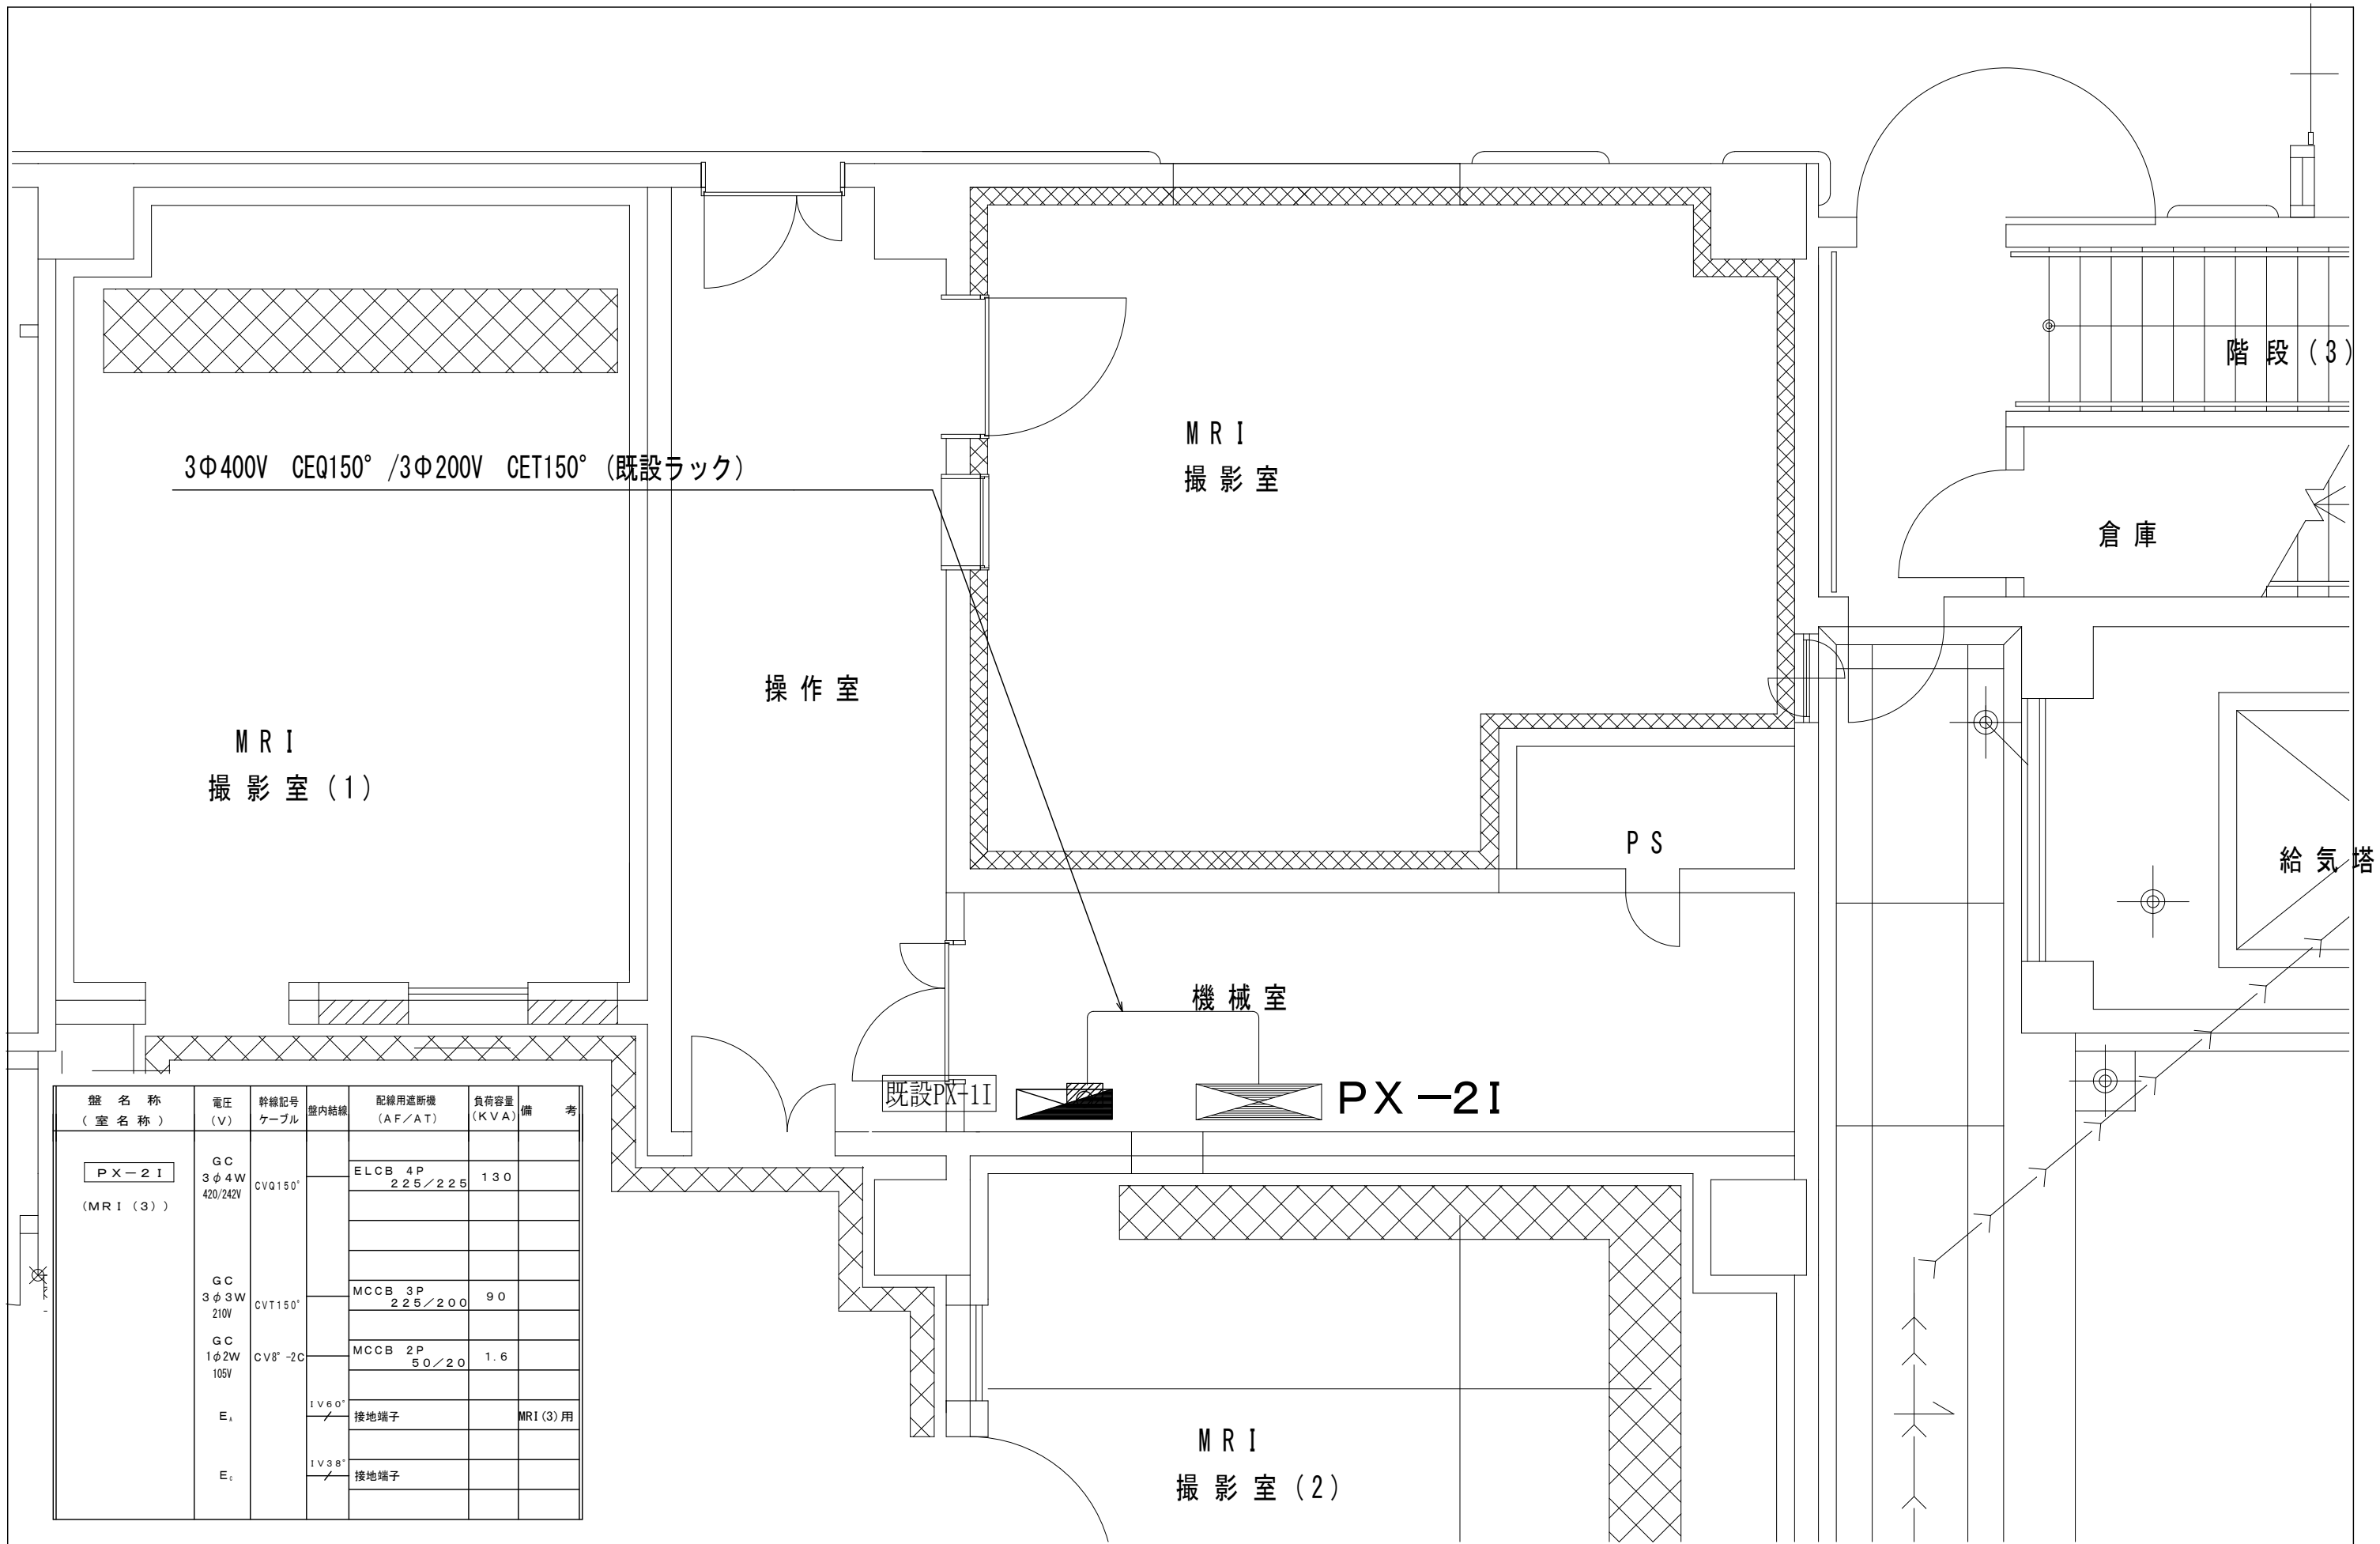 階段(3)
MRI
撮影室
3Φ400V CEQ150° /3Φ200V CET150°(既設ラック)
倉庫
操作室
MRI
撮影室(1)
PS
給気塔
機械室
既設PX-1I
PX-2I
盤名称 電圧 幹線記号 盤内結線 配線用遮断機 負荷容量 備考
(室名称) (V) ケーブル (AF/AT) (KVA)
PX-2I
(MRI(3))
GC
3φ4W CVQ150° ELCB 4P 130
420/242V 225/225
GC
3φ3W CVT150° MCCB 3P 90
210V 225/200
GC
1φ2W CV8°-2C MCCB 2P 1.6
105V 50/20
IV60°
E 接地端子 MRI(3)用
IV38°
E 接地端子
MRI
撮影室(2)